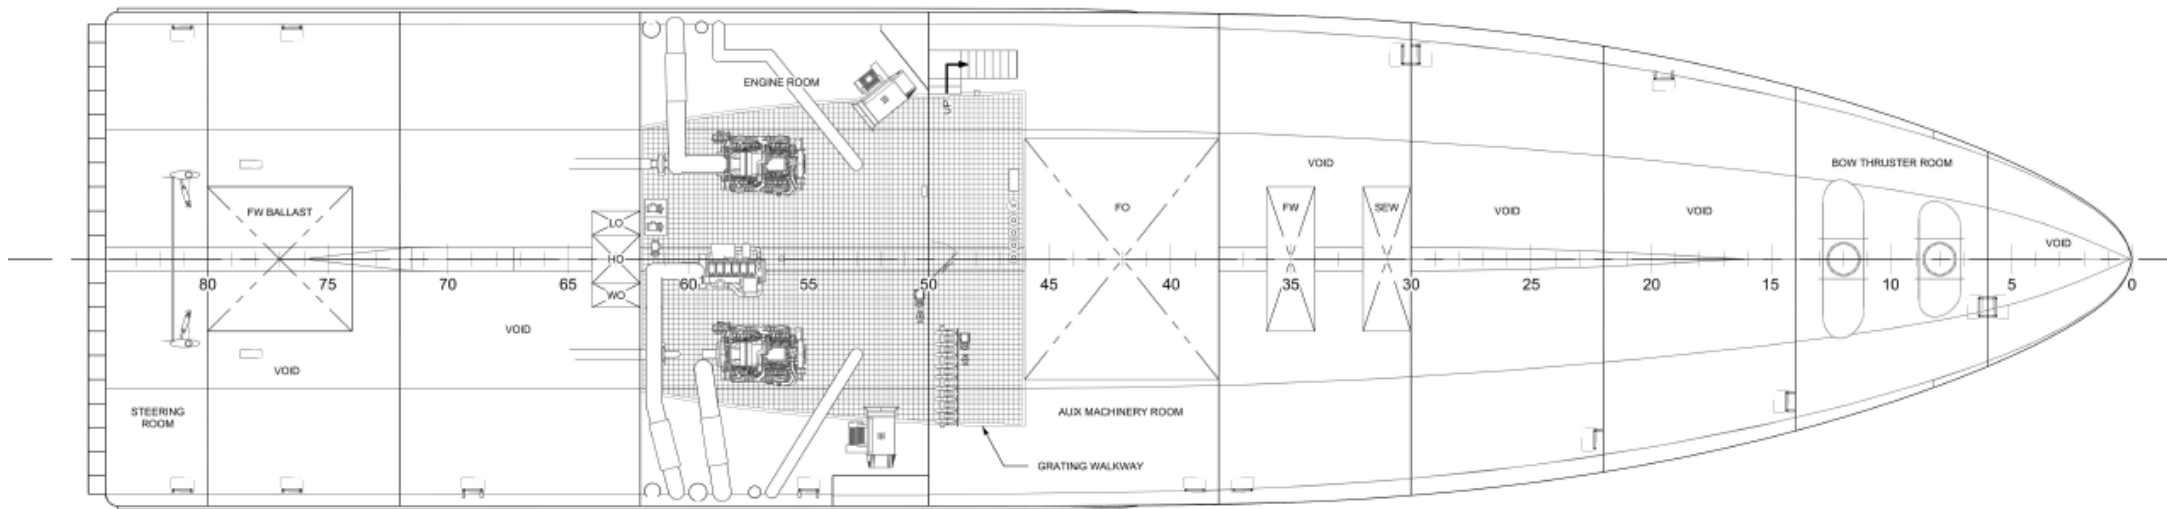 ENGINE ROOM
UP
VOID
BOW THRUSTER ROOM
FW BALLAST
LO
FO
FW
SEW
VOID
VOID
HO
VOID
80
75
70
65
60
55
50
45
40
35
30
25
20
15
10
5
0
WO
VOID
VOID
STEERING
ROOM
AUX MACHINERY ROOM
GRATING WALKWAY